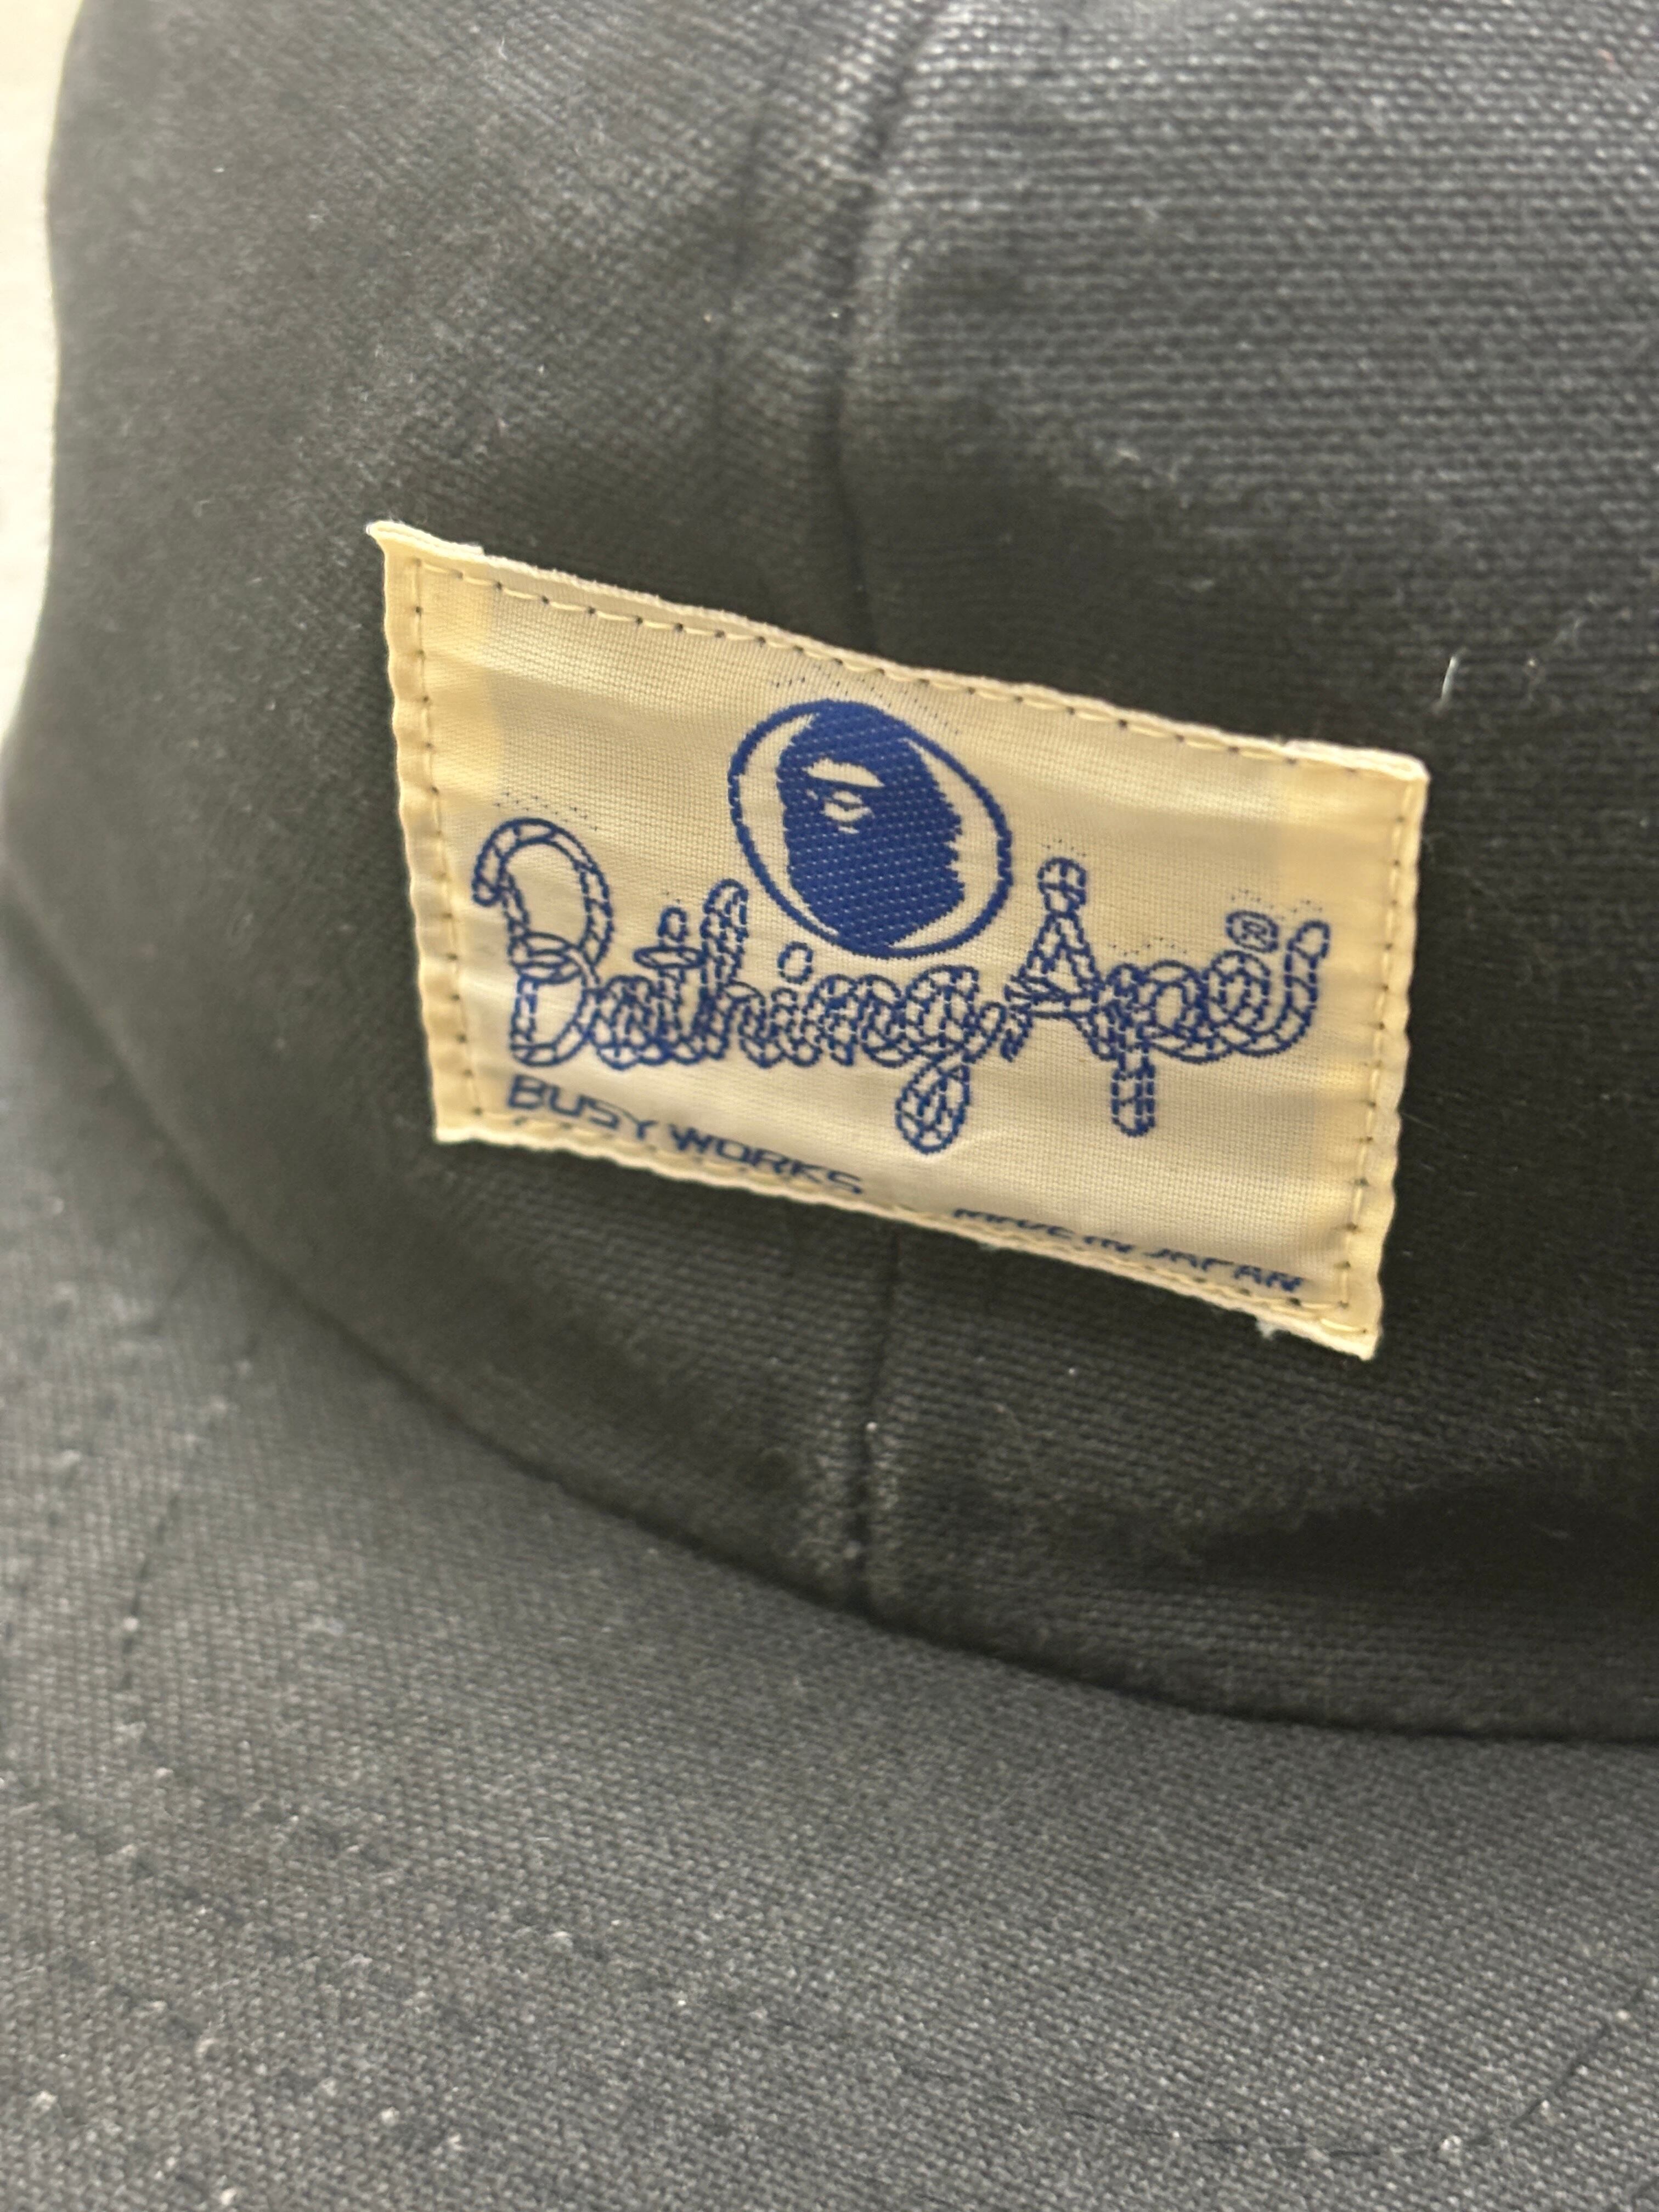 Bathing Ape ®
BUSY WORKS
MADE IN JAPAN